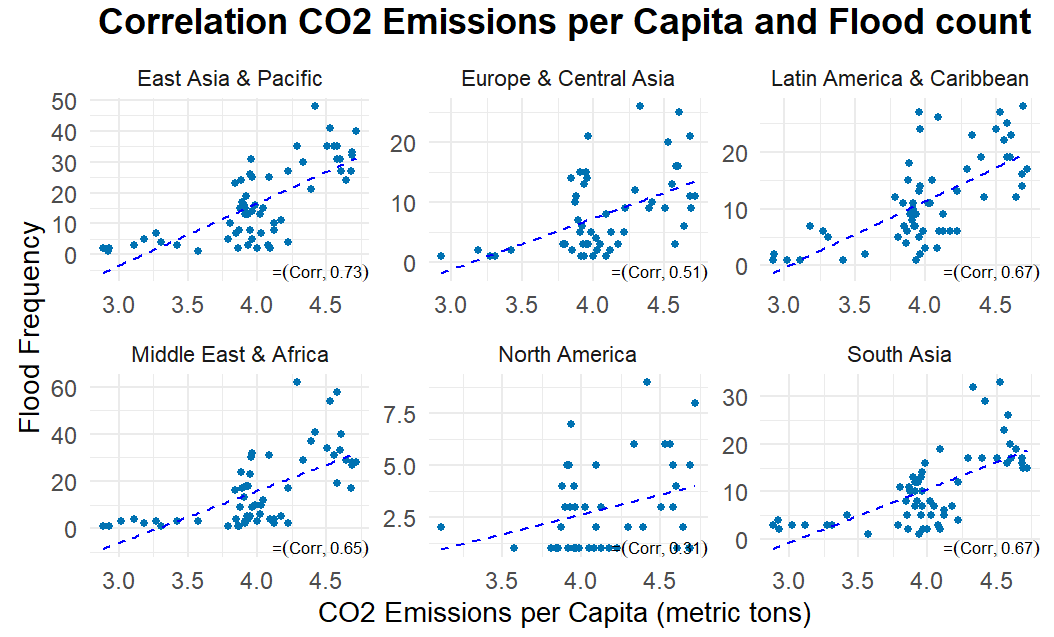 Correlation CO2 Emissions per Capita and Flood count
East Asia & Pacific
Europe & Central Asia
Latin America & Caribbean
50
40
30
20
10
0
20
10
0
20
10
0
=(Corr, 0.73)
=(Corr, 0.51)
=(Corr, 0.67)
3.0 3.5 4.0 4.5
3.0 3.5 4.0 4.5
3.0 3.5 4.0 4.5
Flood Frequency
Middle East & Africa
North America
South Asia
60
40
20
0
7.5
5.0
2.5
30
20
10
0
=(Corr, 0.65)
=(Corr, 0.31)
=(Corr, 0.67)
3.0 3.5 4.0 4.5
3.5 4.0 4.5
3.0 3.5 4.0 4.5
CO2 Emissions per Capita (metric tons)